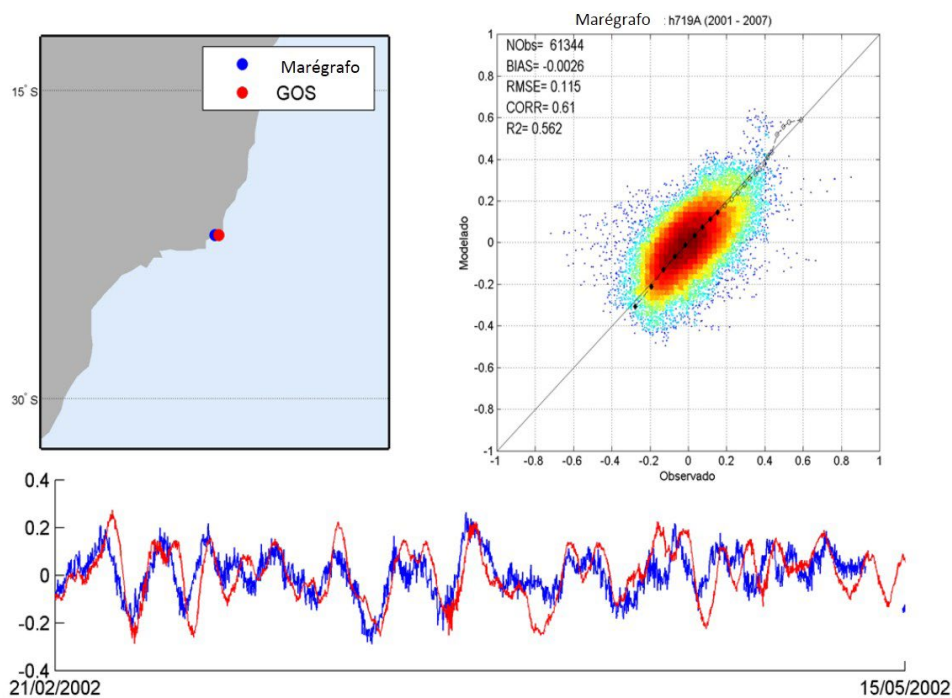 Marégrafo
GOS
15° S
30° S
Marégrafo : h719A (2001 - 2007)
NObs= 61344
BIAS= -0.0026
RMSE= 0.115
CORR= 0.61
R2= 0.562
1
0.8
0.6
0.4
0.2
0
-0.2
-0.4
-0.6
-0.8
-1
Modelado
-1 -0.8 -0.6 -0.4 -0.2 0 0.2 0.4 0.6 0.8 1
Observado
0.4
0.2
0
-0.2
-0.4
21/02/2002 15/05/2002